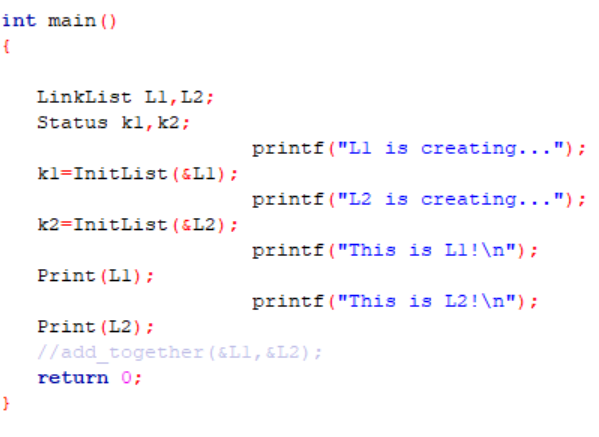 int main()
{
LinkList L1,L2;
Status k1,k2;
printf("L1 is creating...");
k1=InitList(&L1);
printf("L2 is creating...");
k2=InitList(&L2);
printf("This is L1!\n");
Print(L1);
printf("This is L2!\n");
Print(L2);
//add_together(&L1,&L2);
return 0;
}